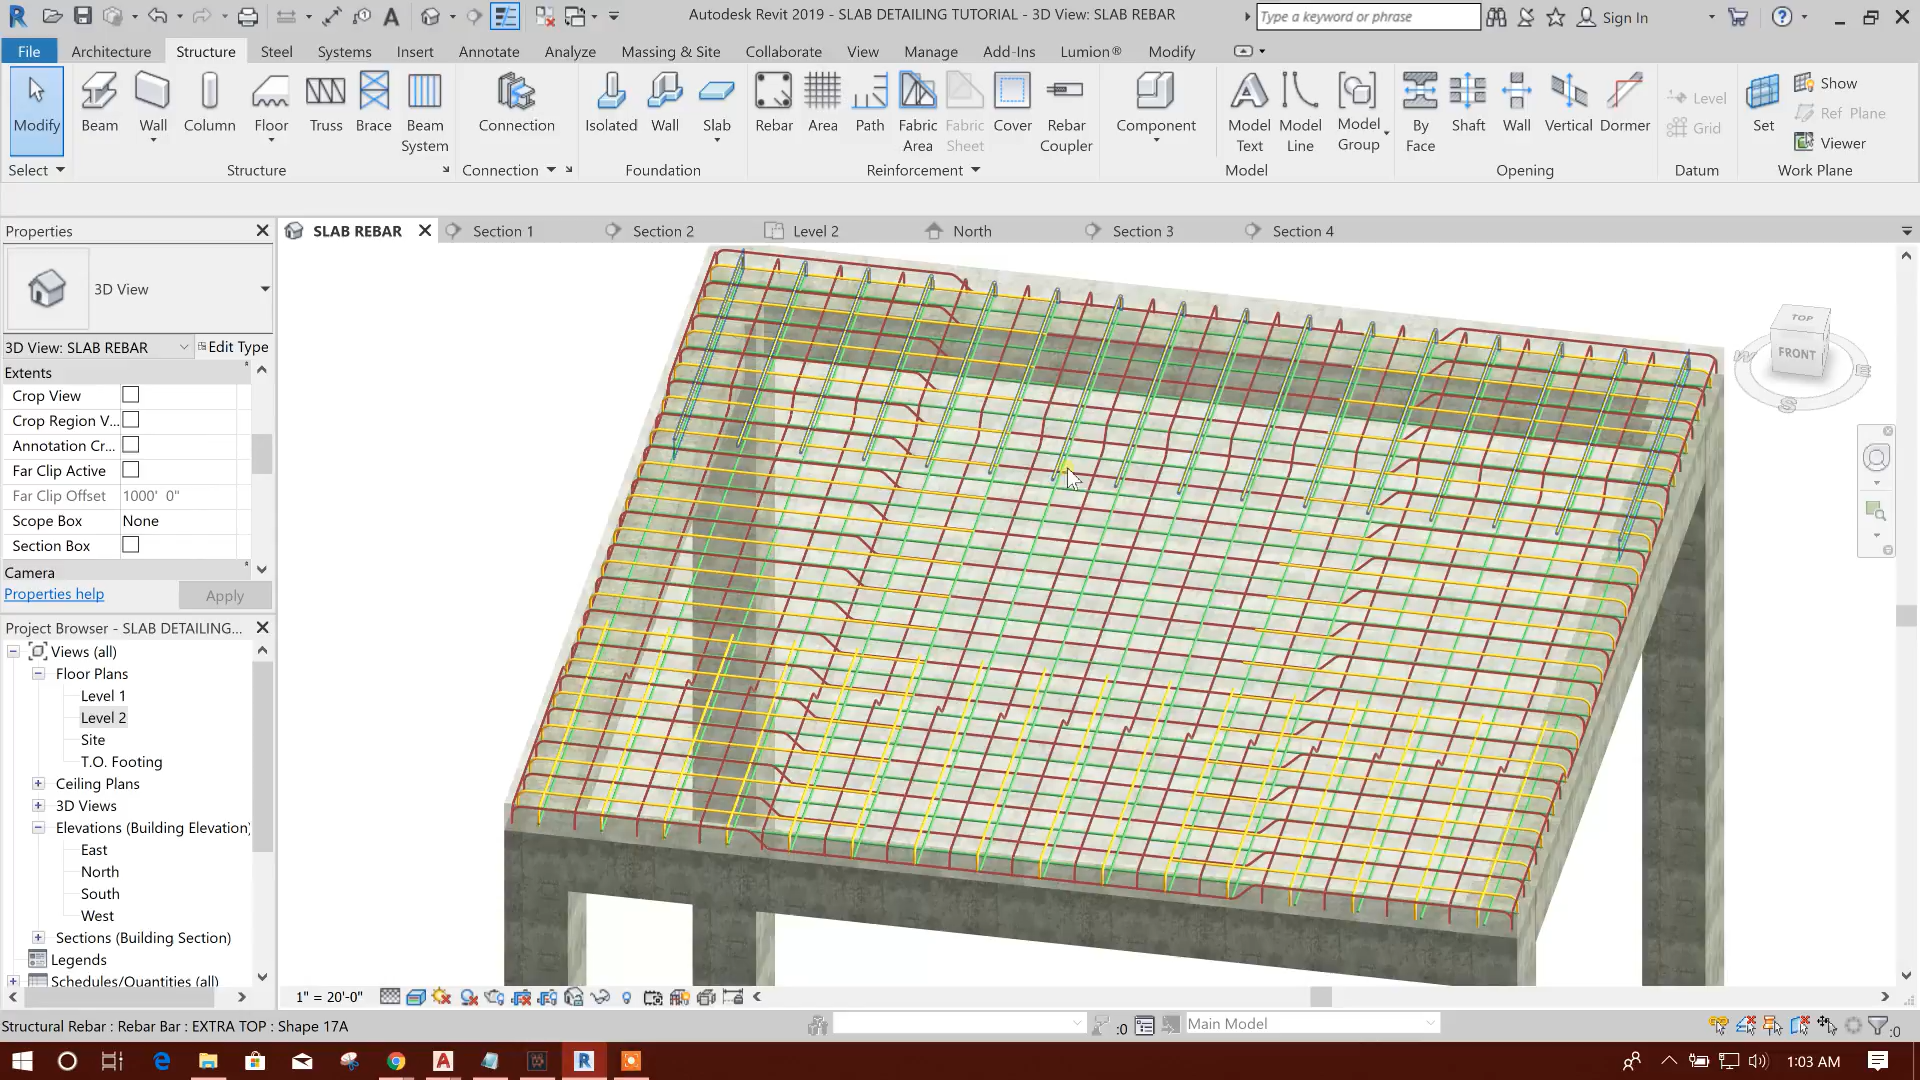 Autodesk Revit 2019 - SLAB DETAILING TUTORIAL - 3D View: SLAB REBAR
Type a keyword or phrase
Sign In
File Architecture Structure Steel Systems Insert Annotate Analyze Massing & Site Collaborate View Manage Add-Ins Lumion® Modify
Modify Beam Wall Column Floor Truss Brace Beam System Connection Isolated Wall Slab Rebar Area Path Fabric Area Fabric Sheet Cover Rebar Coupler Component Model Text Model Line Model Group By Face Shaft Wall Vertical Dormer Level Grid Set Show Ref Plane Viewer
Select Structure Connection Foundation Reinforcement Model Opening Datum Work Plane
Properties
SLAB REBAR Section 1 Section 2 Level 2 North Section 3 Section 4
3D View
3D View: SLAB REBAR Edit Type
Extents
Crop View
Crop Region V...
Annotation Cr...
Far Clip Active
Far Clip Offset 1000' 0"
Scope Box None
Section Box
Camera
Properties help Apply
Project Browser - SLAB DETAILING...
Views (all)
Floor Plans
Level 1
Level 2
Site
T.O. Footing
Ceiling Plans
3D Views
Elevations (Building Elevation)
East
North
South
West
Sections (Building Section)
Legends
Schedules/Quantities (all)
TOP
FRONT
W
E
S
1" = 20'-0"
Structural Rebar : Rebar Bar : EXTRA TOP : Shape 17A
:0
Main Model
:0
1:03 AM